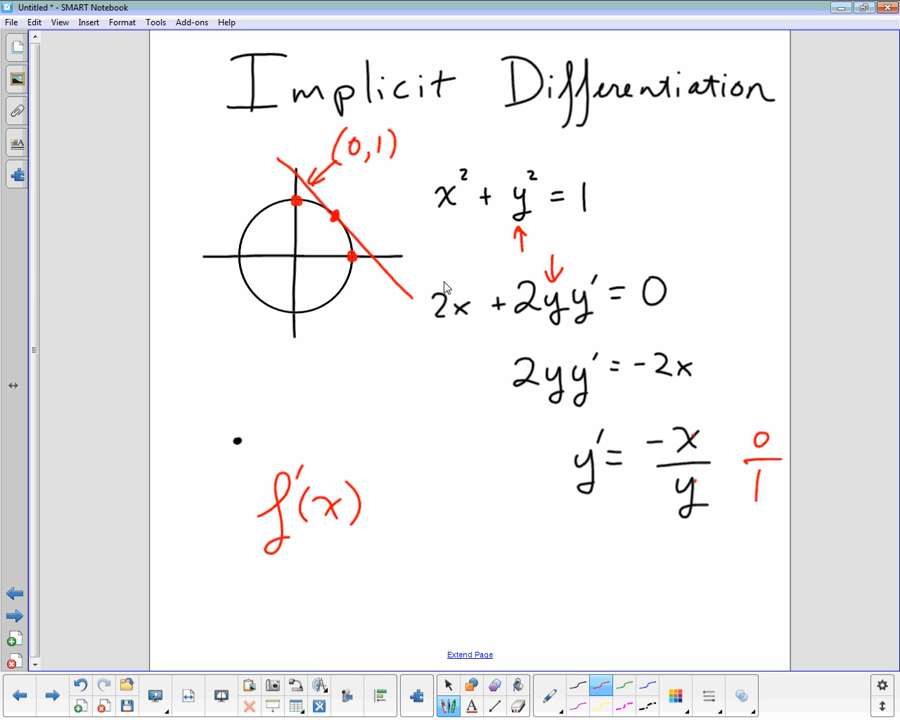 Untitled * - SMART Notebook
File Edit View Insert Format Tools Add-ons Help
Implicit Differentiation
(0,1)
x² + y² = 1
2x + 2yy' = 0
2yy' = -2x
y' = -x/y 0/1
f'(x)
Extend Page